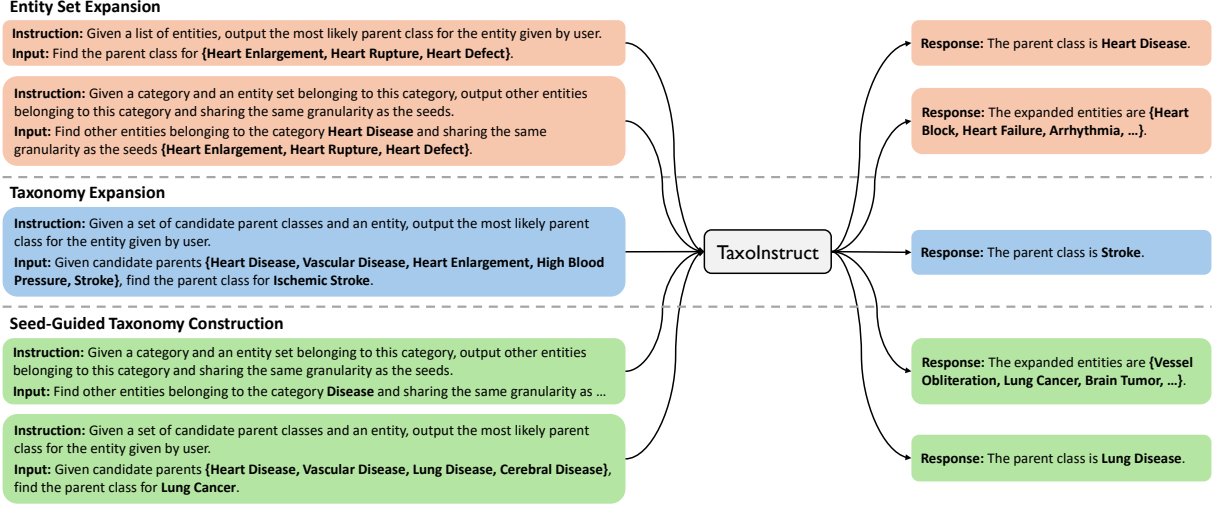 Entity Set Expansion
Instruction: Given a list of entities, output the most likely parent class for the entity given by user.
Input: Find the parent class for {Heart Enlargement, Heart Rupture, Heart Defect}.
Response: The parent class is Heart Disease.
Instruction: Given a category and an entity set belonging to this category, output other entities
belonging to this category and sharing the same granularity as the seeds.
Input: Find other entities belonging to the category Heart Disease and sharing the same
granularity as the seeds {Heart Enlargement, Heart Rupture, Heart Defect}.
Response: The expanded entities are {Heart
Block, Heart Failure, Arrhythmia, ...}.
Taxonomy Expansion
Instruction: Given a set of candidate parent classes and an entity, output the most likely parent
class for the entity given by user.
Input: Given candidate parents {Heart Disease, Vascular Disease, Heart Enlargement, High Blood
Pressure, Stroke}, find the parent class for Ischemic Stroke.
TaxoInstruct
Response: The parent class is Stroke.
Seed-Guided Taxonomy Construction
Instruction: Given a category and an entity set belonging to this category, output other entities
belonging to this category and sharing the same granularity as the seeds.
Input: Find other entities belonging to the category Disease and sharing the same granularity as ...
Response: The expanded entities are {Vessel
Obliteration, Lung Cancer, Brain Tumor, ...}.
Instruction: Given a set of candidate parent classes and an entity, output the most likely parent
class for the entity given by user.
Input: Given candidate parents {Heart Disease, Vascular Disease, Lung Disease, Cerebral Disease},
find the parent class for Lung Cancer.
Response: The parent class is Lung Disease.